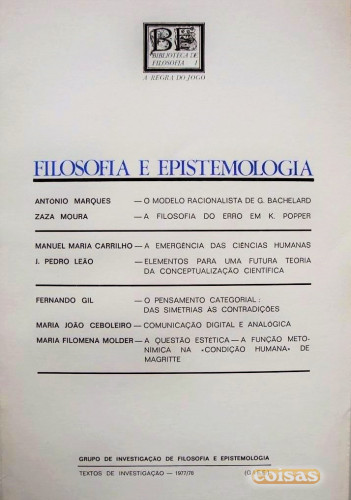 BF
BIBLIOTECA DE
FILOSOFIA 1
A REGRA DO JOGO
FILOSOFIA E EPISTEMOLOGIA
ANTONIO MARQUES — O MODELO RACIONALISTA DE G. BACHELARD
ZAZA MOURA — A FILOSOFIA DO ERRO EM K. POPPER
MANUEL MARIA CARRILHO — A EMERGÊNCIA DAS CIENCIAS HUMANAS
J. PEDRO LEÃO — ELEMENTOS PARA UMA FUTURA TEORIA
DA CONCEPTUALIZAÇÃO CIENTÍFICA
FERNANDO GIL — O PENSAMENTO CATEGORIAL:
DAS SIMETRIAS ÀS CONTRADIÇÕES
MARIA JOÃO CEBOLEIRO — COMUNICAÇÃO DIGITAL E ANALÓGICA
MARIA FILOMENA MOLDER — A QUESTÃO ESTETICA — A FUNÇÃO METO-
NIMICA NA «CONDIÇÃO HUMANA» DE
MAGRITTE
GRUPO DE INVESTIGAÇÃO DE FILOSOFIA E EPISTEMOLOGIA
TEXTOS DE INVESTIGAÇÃO — 1977/78
coisas